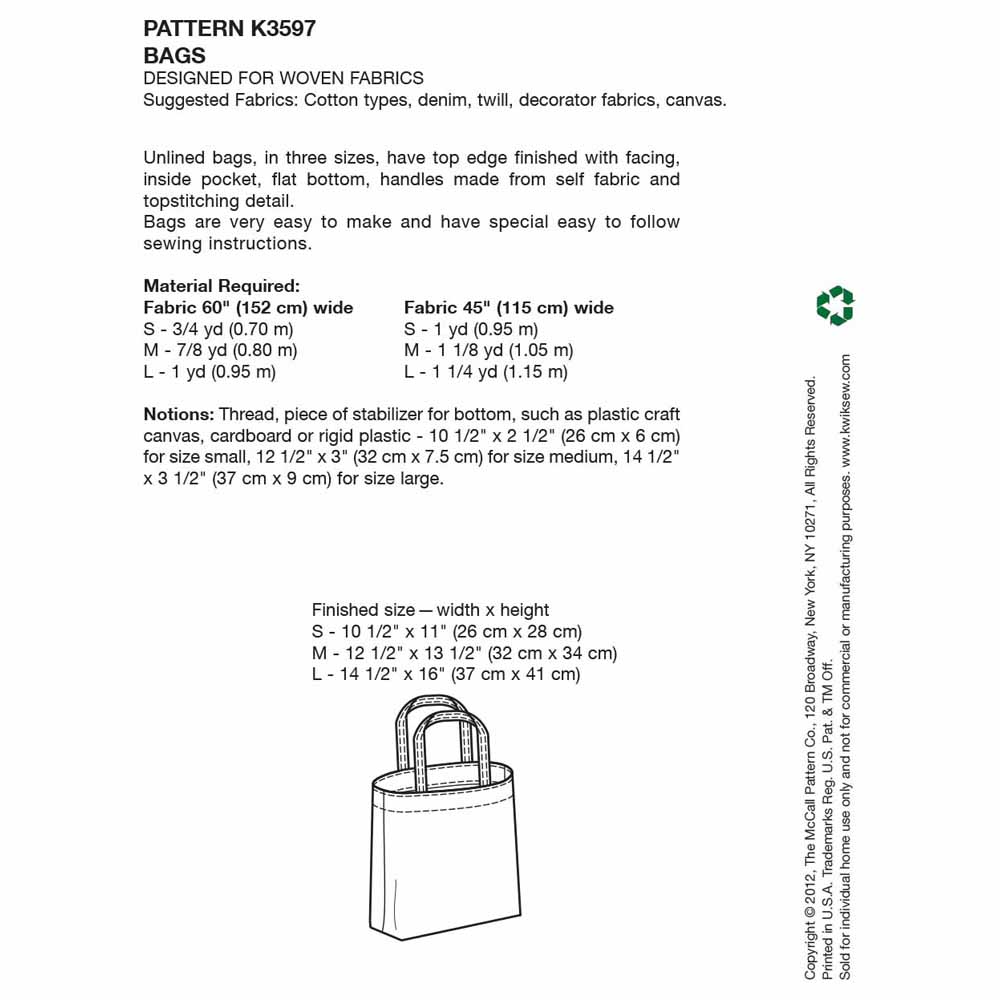 PATTERN K3597
BAGS
DESIGNED FOR WOVEN FABRICS
Suggested Fabrics: Cotton types, denim, twill, decorator fabrics, canvas.
Unlined bags, in three sizes, have top edge finished with facing,
inside pocket, flat bottom, handles made from self fabric and
topstitching detail.
Bags are very easy to make and have special easy to follow
sewing instructions.
Material Required:
Fabric 60" (152 cm) wide
S - 3/4 yd (0.70 m)
M - 7/8 yd (0.80 m)
L - 1 yd (0.95 m)
Fabric 45" (115 cm) wide
S - 1 yd (0.95 m)
M - 1 1/8 yd (1.05 m)
L - 1 1/4 yd (1.15 m)
Notions: Thread, piece of stabilizer for bottom, such as plastic craft
canvas, cardboard or rigid plastic - 10 1/2" x 2 1/2" (26 cm x 6 cm)
for size small, 12 1/2" x 3" (32 cm x 7.5 cm) for size medium, 14 1/2"
x 3 1/2" (37 cm x 9 cm) for size large.
Finished size — width x height
S - 10 1/2" x 11" (26 cm x 28 cm)
M - 12 1/2" x 13 1/2" (32 cm x 34 cm)
L - 14 1/2" x 16" (37 cm x 41 cm)
Copyright © 2012, The McCall Pattern Co., 120 Broadway, New York, NY 10271, All Rights Reserved.
Printed in U.S.A. Trademarks Reg. U.S. Pat. & TM Off.
Sold for individual home use only and not for commercial or manufacturing purposes. www.kwiksew.com